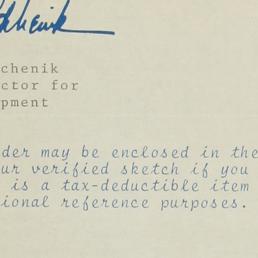 chenik
ctor for
pment
der may be enclosed in the
ur verified sketch if you
is a tax-deductible item
ional reference purposes.